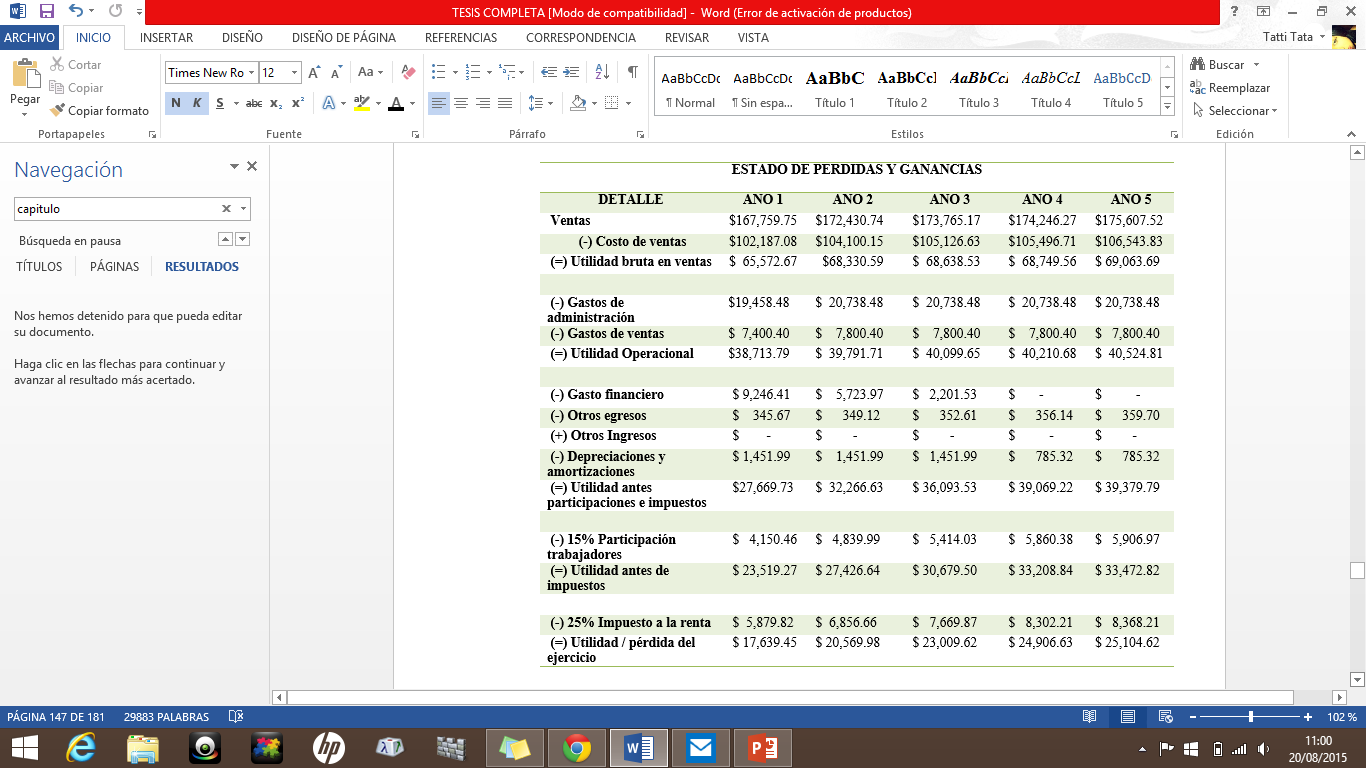 TESIS COMPLETA [Modo de compatibilidad] - Word (Error de activación de productos)
ARCHIVO INICIO INSERTAR DISEÑO DISEÑO DE PÁGINA REFERENCIAS CORRESPONDENCIA REVISAR VISTA Tatti Tata
Pegar
Cortar
Copiar
Copiar formato
Portapapeles
Times New Ro 12
N K S abc x₂ x²
Fuente
Párrafo
AaBbCcDc AaBbCcDc AaBbC AaBbCcI AaBbCcI AaBbCcL AaBbCcD
¶ Normal ¶ Sin espa... Título 1 Título 2 Título 3 Título 4 Título 5
Estilos
Buscar
Reemplazar
Seleccionar
Edición
Navegación
capitulo
Búsqueda en pausa
TÍTULOS PÁGINAS RESULTADOS
Nos hemos detenido para que pueda editar
su documento.
Haga clic en las flechas para continuar y
avanzar al resultado más acertado.
ESTADO DE PERDIDAS Y GANANCIAS
DETALLE ANO 1 ANO 2 ANO 3 ANO 4 ANO 5
Ventas $167,759.75 $172,430.74 $173,765.17 $174,246.27 $175,607.52
(-) Costo de ventas $102,187.08 $104,100.15 $105,126.63 $105,496.71 $106,543.83
(=) Utilidad bruta en ventas $ 65,572.67 $68,330.59 $ 68,638.53 $ 68,749.56 $ 69,063.69
(-) Gastos de
administración $19,458.48 $ 20,738.48 $ 20,738.48 $ 20,738.48 $ 20,738.48
(-) Gastos de ventas $ 7,400.40 $ 7,800.40 $ 7,800.40 $ 7,800.40 $ 7,800.40
(=) Utilidad Operacional $38,713.79 $ 39,791.71 $ 40,099.65 $ 40,210.68 $ 40,524.81
(-) Gasto financiero $ 9,246.41 $ 5,723.97 $ 2,201.53 $ - $ -
(-) Otros egresos $ 345.67 $ 349.12 $ 352.61 $ 356.14 $ 359.70
(+) Otros Ingresos $ - $ - $ - $ - $ -
(-) Depreciaciones y
amortizaciones $ 1,451.99 $ 1,451.99 $ 1,451.99 $ 785.32 $ 785.32
(=) Utilidad antes
participaciones e impuestos $27,669.73 $ 32,266.63 $ 36,093.53 $ 39,069.22 $ 39,379.79
(-) 15% Participación
trabajadores $ 4,150.46 $ 4,839.99 $ 5,414.03 $ 5,860.38 $ 5,906.97
(=) Utilidad antes de
impuestos $ 23,519.27 $ 27,426.64 $ 30,679.50 $ 33,208.84 $ 33,472.82
(-) 25% Impuesto a la renta $ 5,879.82 $ 6,856.66 $ 7,669.87 $ 8,302.21 $ 8,368.21
(=) Utilidad / pérdida del
ejercicio $ 17,639.45 $ 20,569.98 $ 23,009.62 $ 24,906.63 $ 25,104.62
PÁGINA 147 DE 181 29883 PALABRAS 102 %
11:00
20/08/2015